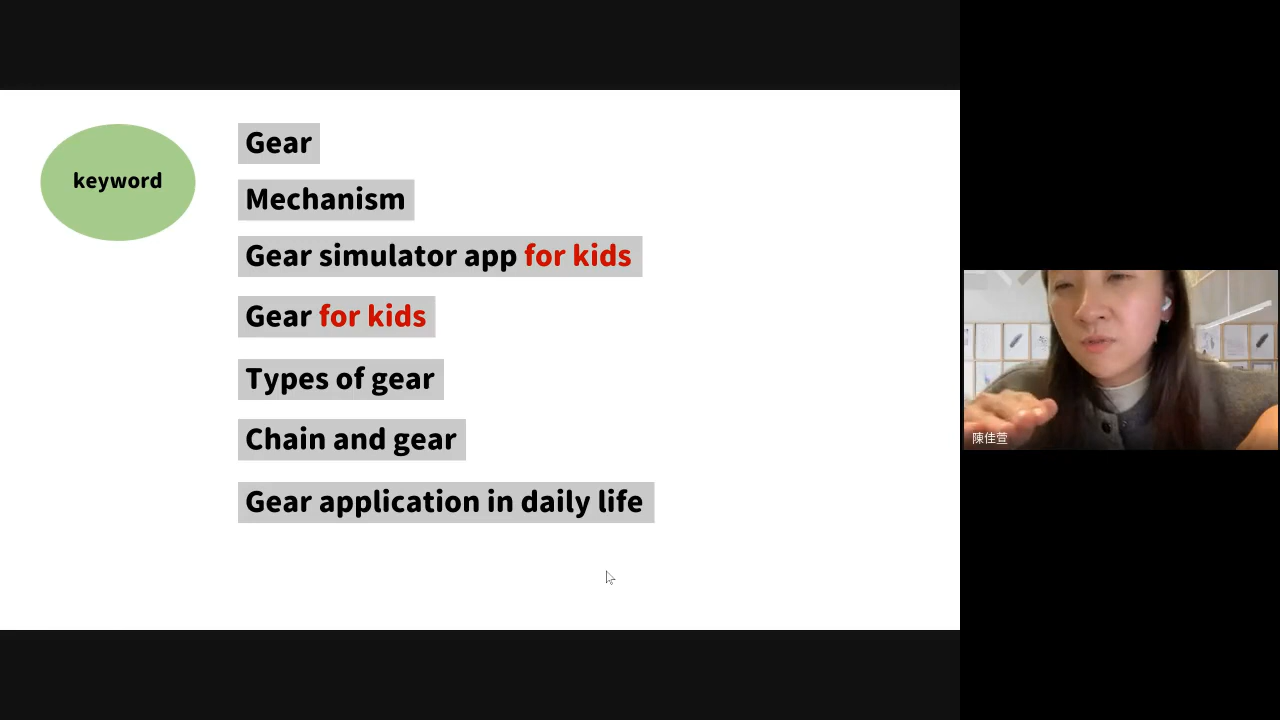 keyword
Gear
Mechanism
Gear simulator app for kids
Gear for kids
Types of gear
Chain and gear
Gear application in daily life
陳佳萱